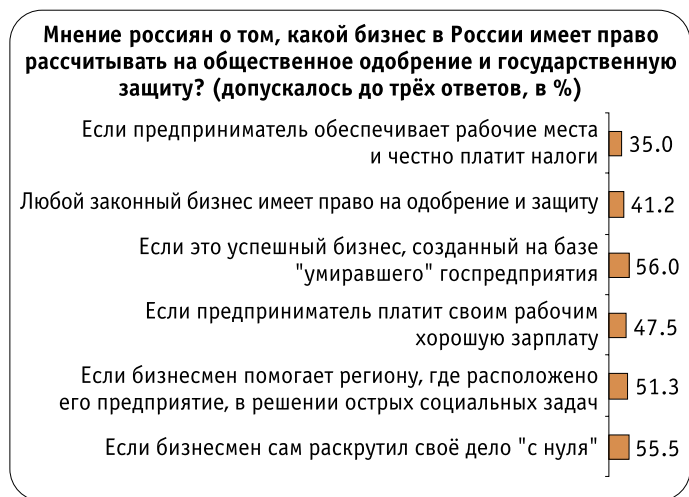 Мнение россиян о том, какой бизнес в России имеет право
рассчитывать на общественное одобрение и государственную
защиту? (допускалось до трёх ответов, в %)
Если предприниматель обеспечивает рабочие места
и честно платит налоги
35.0
Любой законный бизнес имеет право на одобрение и защиту
41.2
Если это успешный бизнес, созданный на базе
"умиравшего" госпредприятия
56.0
Если предприниматель платит своим рабочим
хорошую зарплату
47.5
Если бизнесмен помогает региону, где расположено
его предприятие, в решении острых социальных задач
51.3
Если бизнесмен сам раскрутил своё дело "с нуля"
55.5